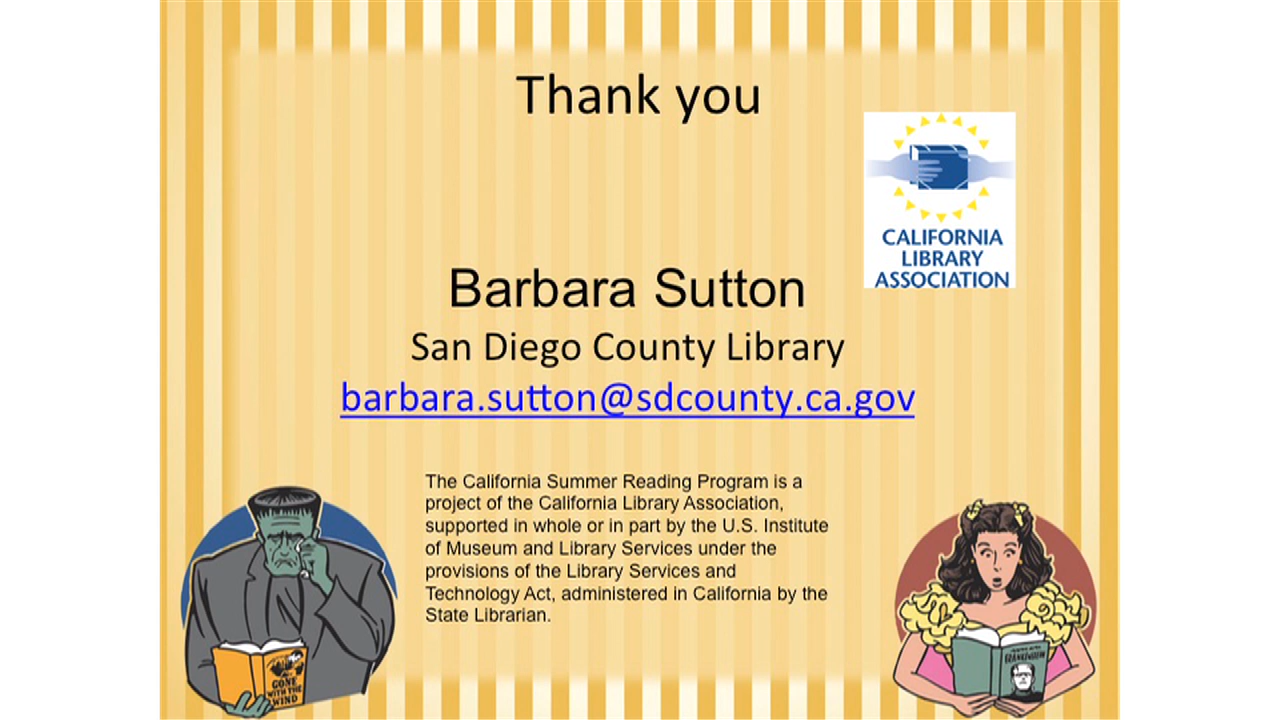 Thank you
CALIFORNIA
LIBRARY
ASSOCIATION
Barbara Sutton
San Diego County Library
barbara.sutton@sdcounty.ca.gov
The California Summer Reading Program is a
project of the California Library Association,
supported in whole or in part by the U.S. Institute
of Museum and Library Services under the
provisions of the Library Services and
Technology Act, administered in California by the
State Librarian.
GONE
WITH THE
WIND
FRANKENSTEIN